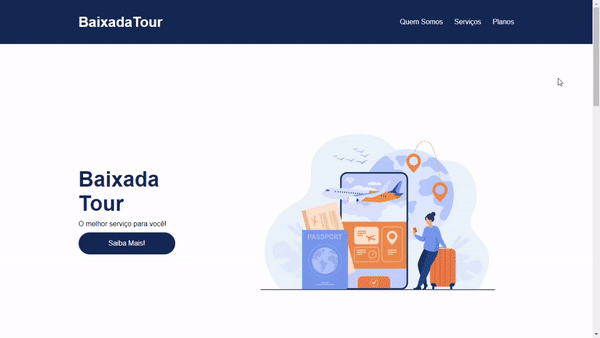 BaixadaTour
Quem Somos Serviços Planos
Baixada
Tour
O melhor serviço para você!
Saiba Mais!
PASSPORT